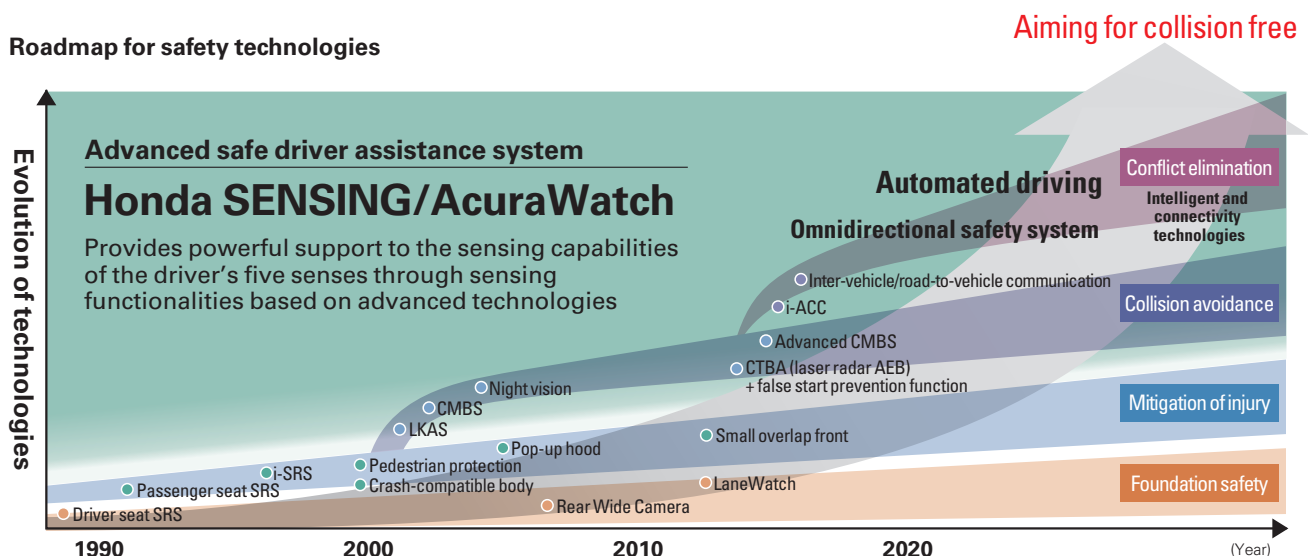 Aiming for collision free
Roadmap for safety technologies
Evolution of technologies
Advanced safe driver assistance system
Honda SENSING/AcuraWatch
Provides powerful support to the sensing capabilities
of the driver’s five senses through sensing
functionalities based on advanced technologies
Automated driving
Omnidirectional safety system
Conflict elimination
Intelligent and
connectivity
technologies
Inter-vehicle/road-to-vehicle communication
i-ACC
Collision avoidance
Advanced CMBS
CTBA (laser radar AEB)
+ false start prevention function
Night vision
CMBS
LKAS
Mitigation of injury
Small overlap front
Pop-up hood
Pedestrian protection
Crash-compatible body
i-SRS
Passenger seat SRS
Foundation safety
LaneWatch
Rear Wide Camera
Driver seat SRS
1990 2000 2010 2020 (Year)